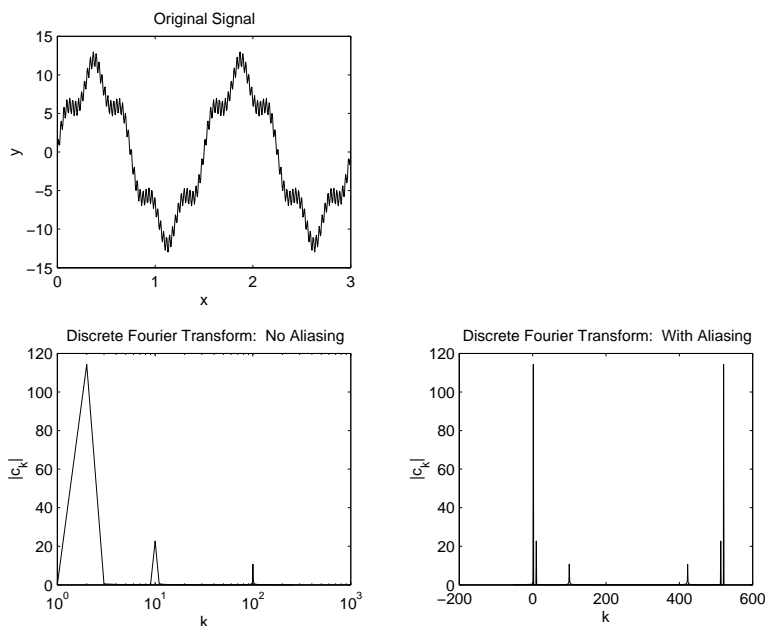 Original Signal
15
10
5
0
−5
−10
−15
y
0 1 2 3
x
Discrete Fourier Transform: No Aliasing
120
100
80
60
40
20
0
|c_k|
10^0 10^1 10^2 10^3
k
Discrete Fourier Transform: With Aliasing
120
100
80
60
40
20
0
|c_k|
−200 0 200 400 600
k